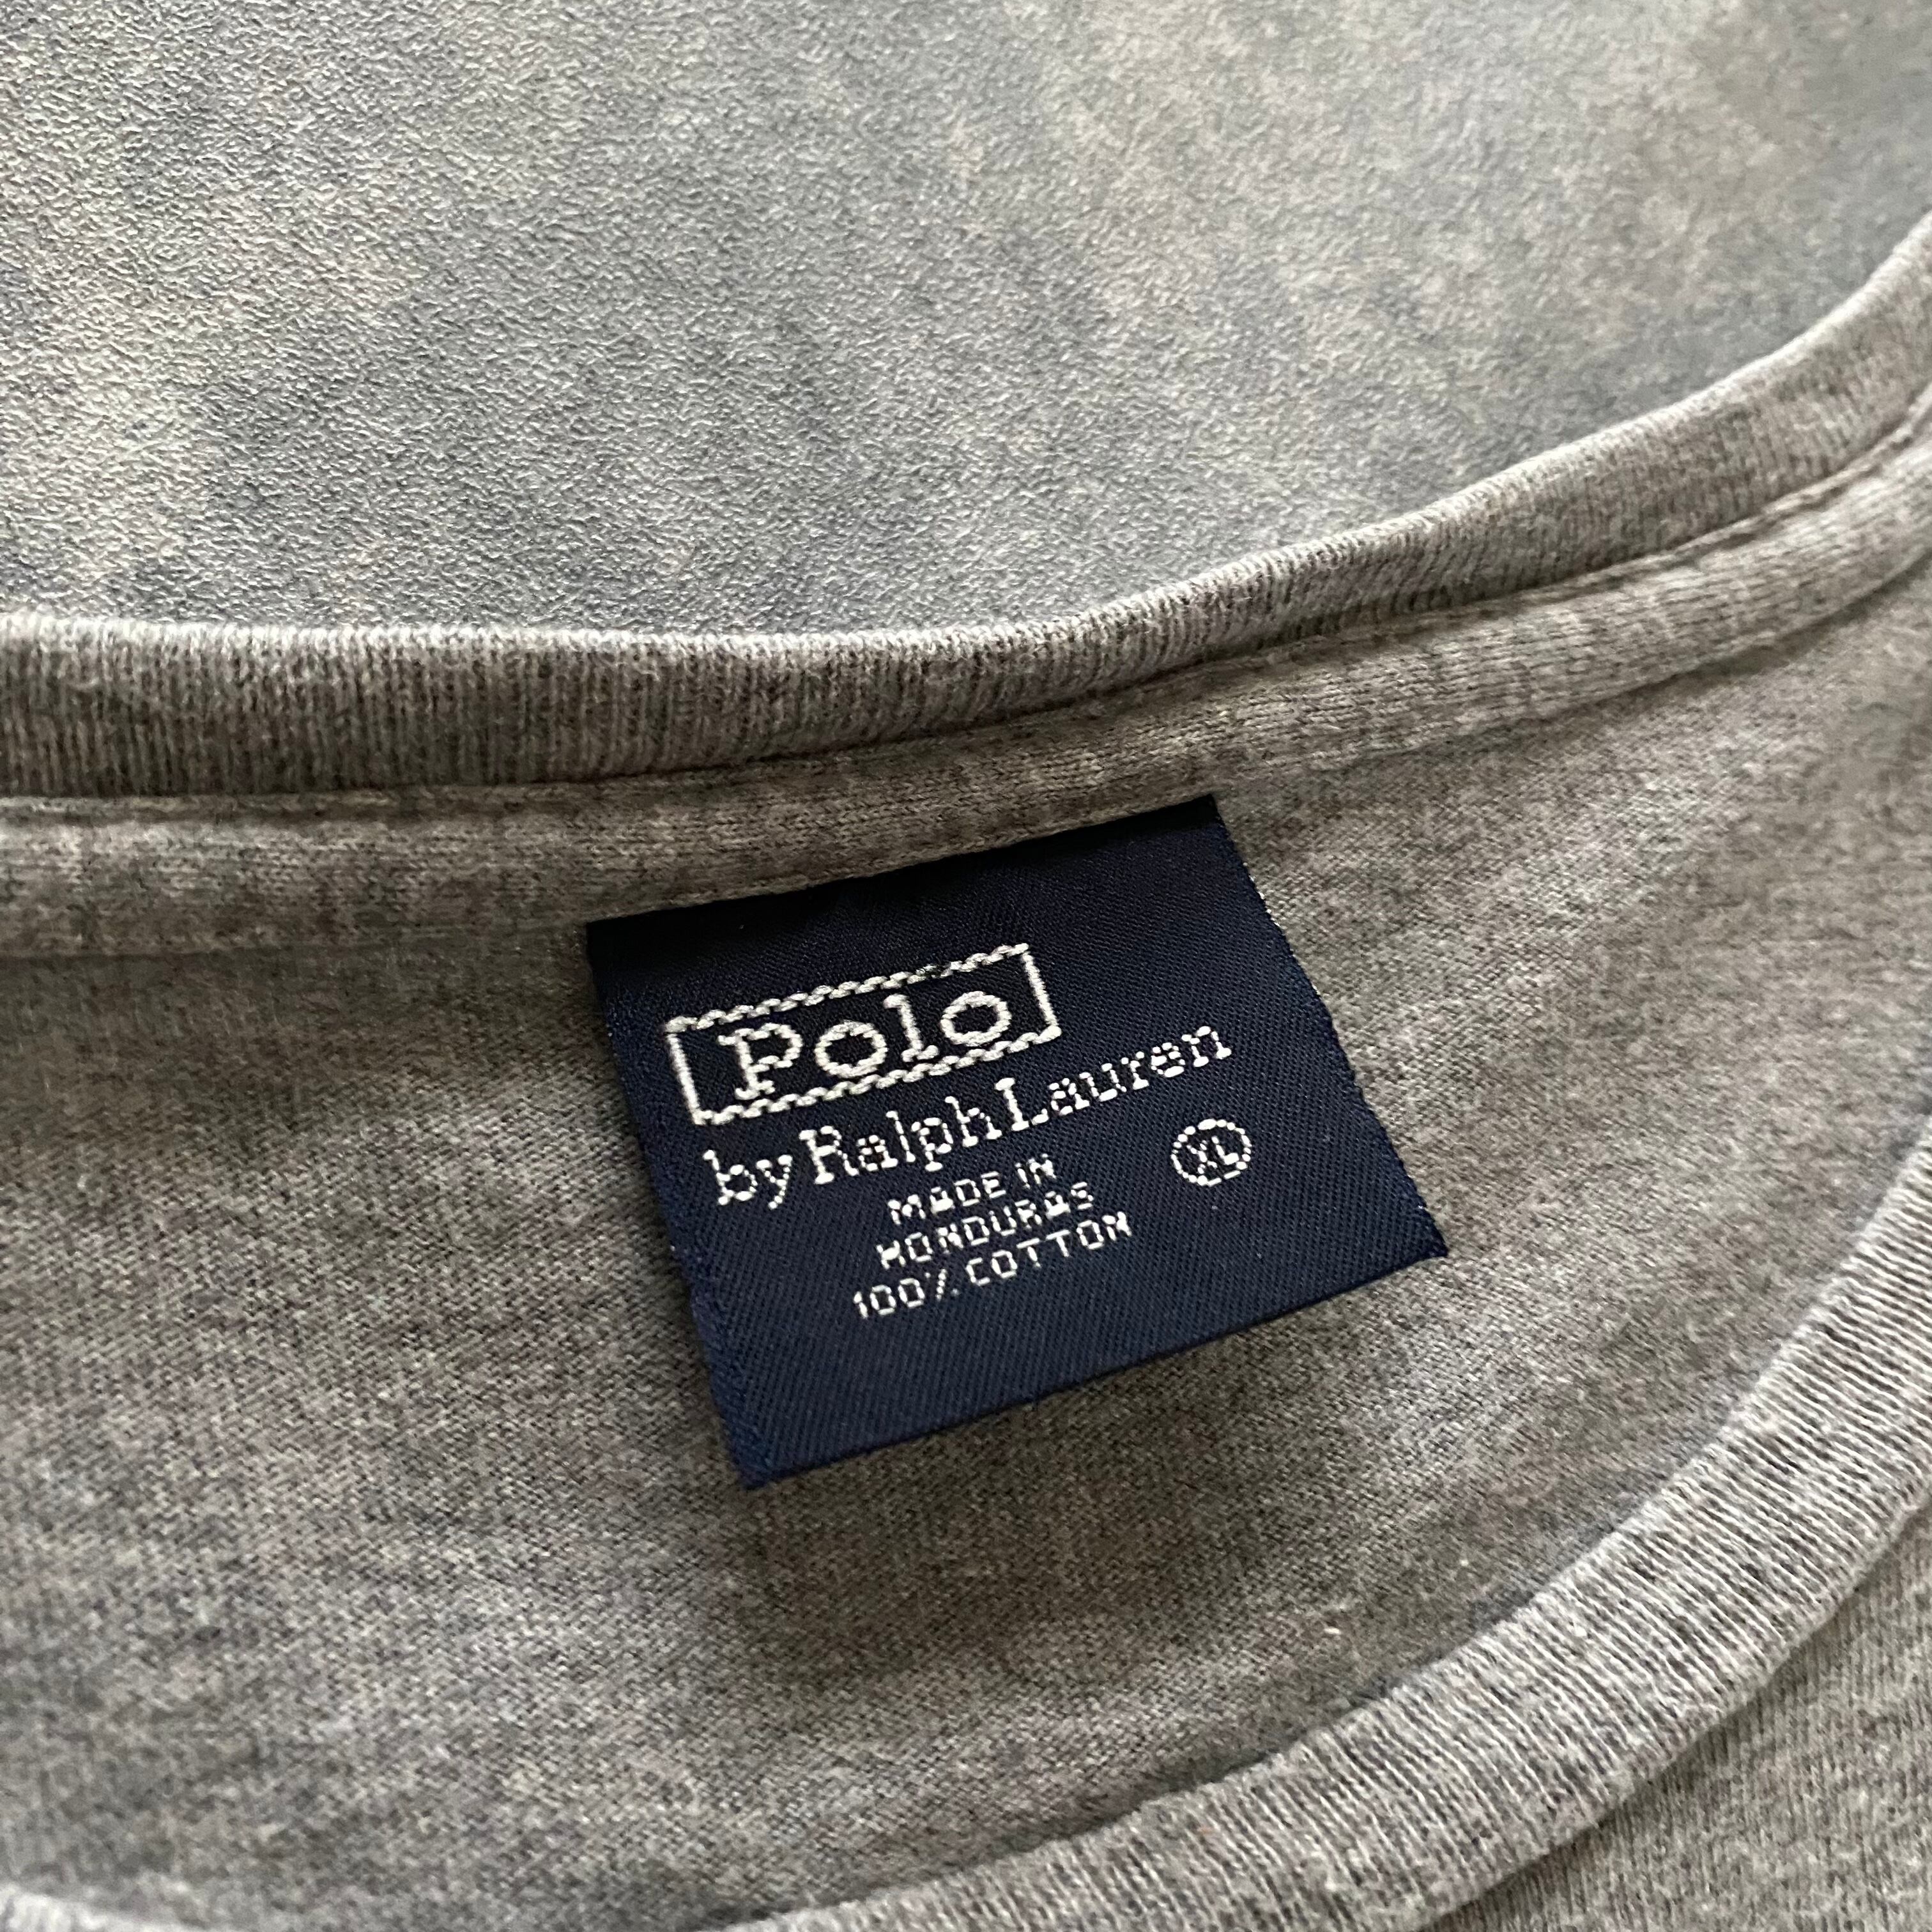 Polo
by Ralph Lauren
MADE IN
HONDURAS
100% COTTON
XL